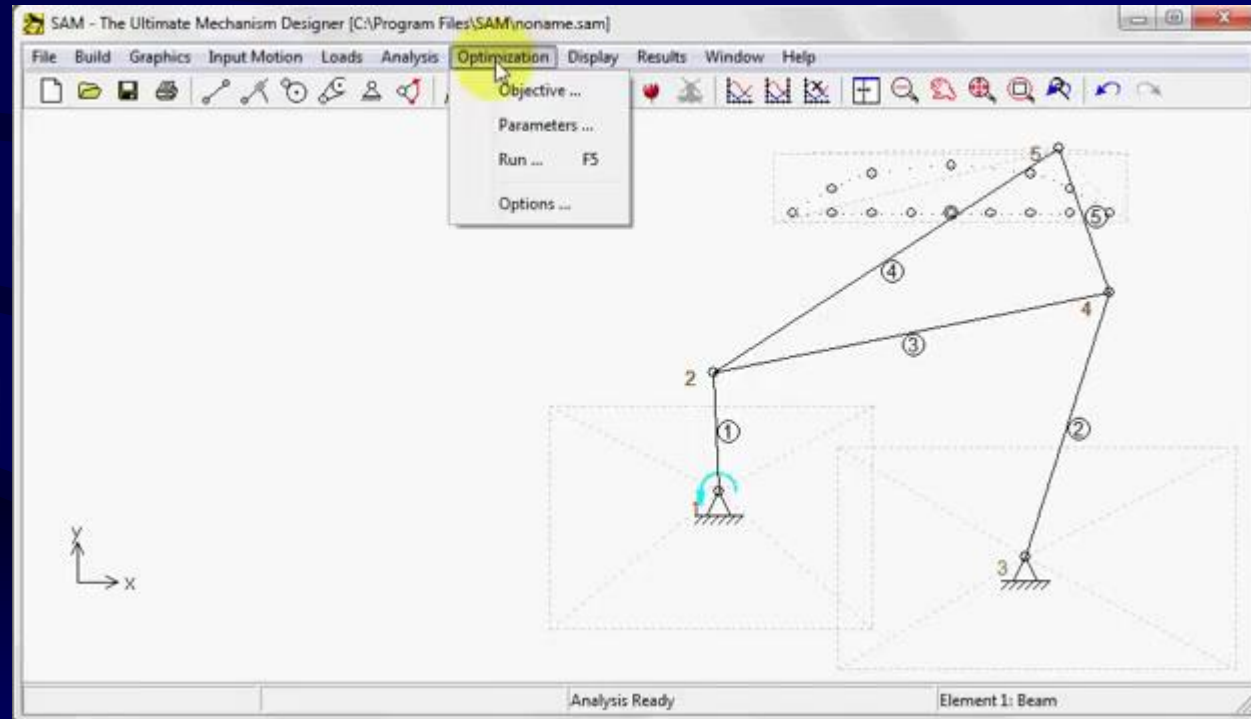 SAM - The Ultimate Mechanism Designer [C:\Program Files\SAM\noname.sam]
File Build Graphics Input Motion Loads Analysis Optimization Display Results Window Help
Objective ...
Parameters ...
Run ... F5
Options ...
5
5
4
4
3
2
1
2
1
3
y
x
Analysis Ready Element 1: Beam